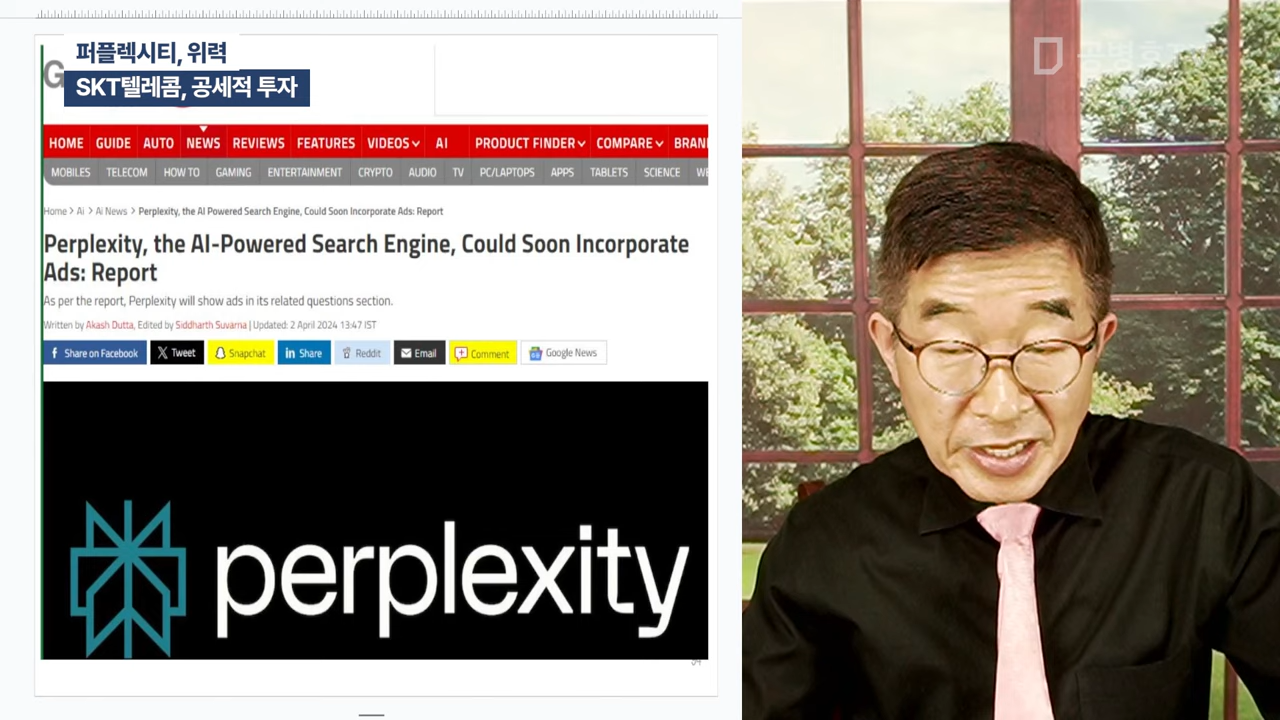 퍼플렉시티, 위력
SKT텔레콤, 공세적 투자
G
HOME GUIDE AUTO NEWS REVIEWS FEATURES VIDEOS AI PRODUCT FINDER COMPARE BRAN
MOBILES TELECOM HOW TO GAMING ENTERTAINMENT CRYPTO AUDIO TV PC/LAPTOPS APPS TABLETS SCIENCE WE
Home > Ai > Ai News > Perplexity, the AI Powered Search Engine, Could Soon Incorporate Ads: Report
Perplexity, the AI-Powered Search Engine, Could Soon Incorporate
Ads: Report
As per the report, Perplexity will show ads in its related questions section.
Written by Akash Dutta, Edited by Siddharth Suvarna | Updated: 2 April 2024 13:47 IST
Share on Facebook Tweet Snapchat Share Reddit Email Comment Google News
perplexity